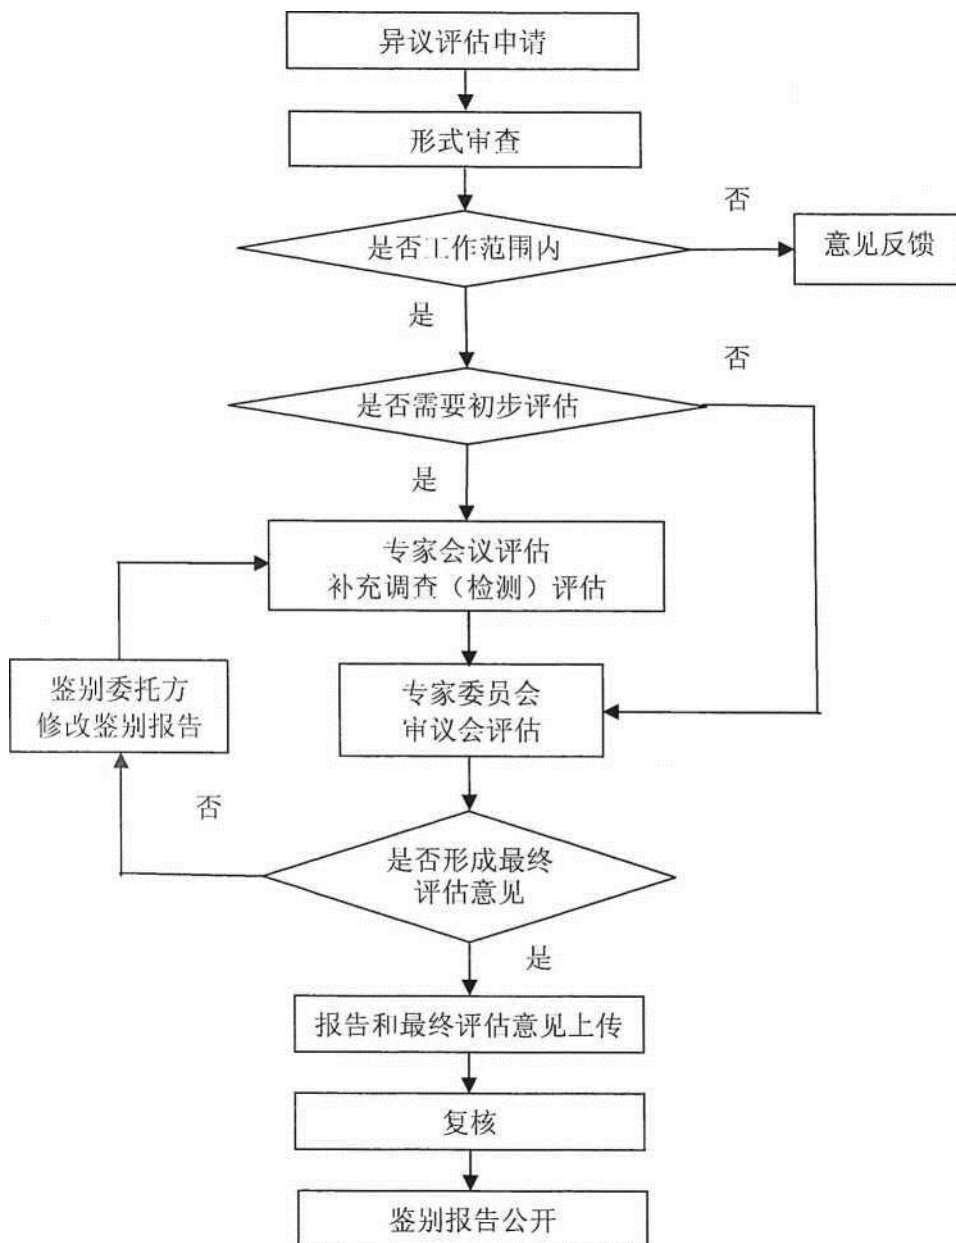 异议评估申请
形式审查
是否工作范围内
否
意见反馈
是
否
是否需要初步评估
是
专家会议评估
补充调查（检测）评估
鉴别委托方
修改鉴别报告
专家委员会
审议会评估
否
是否形成最终
评估意见
是
报告和最终评估意见上传
复核
鉴别报告公开